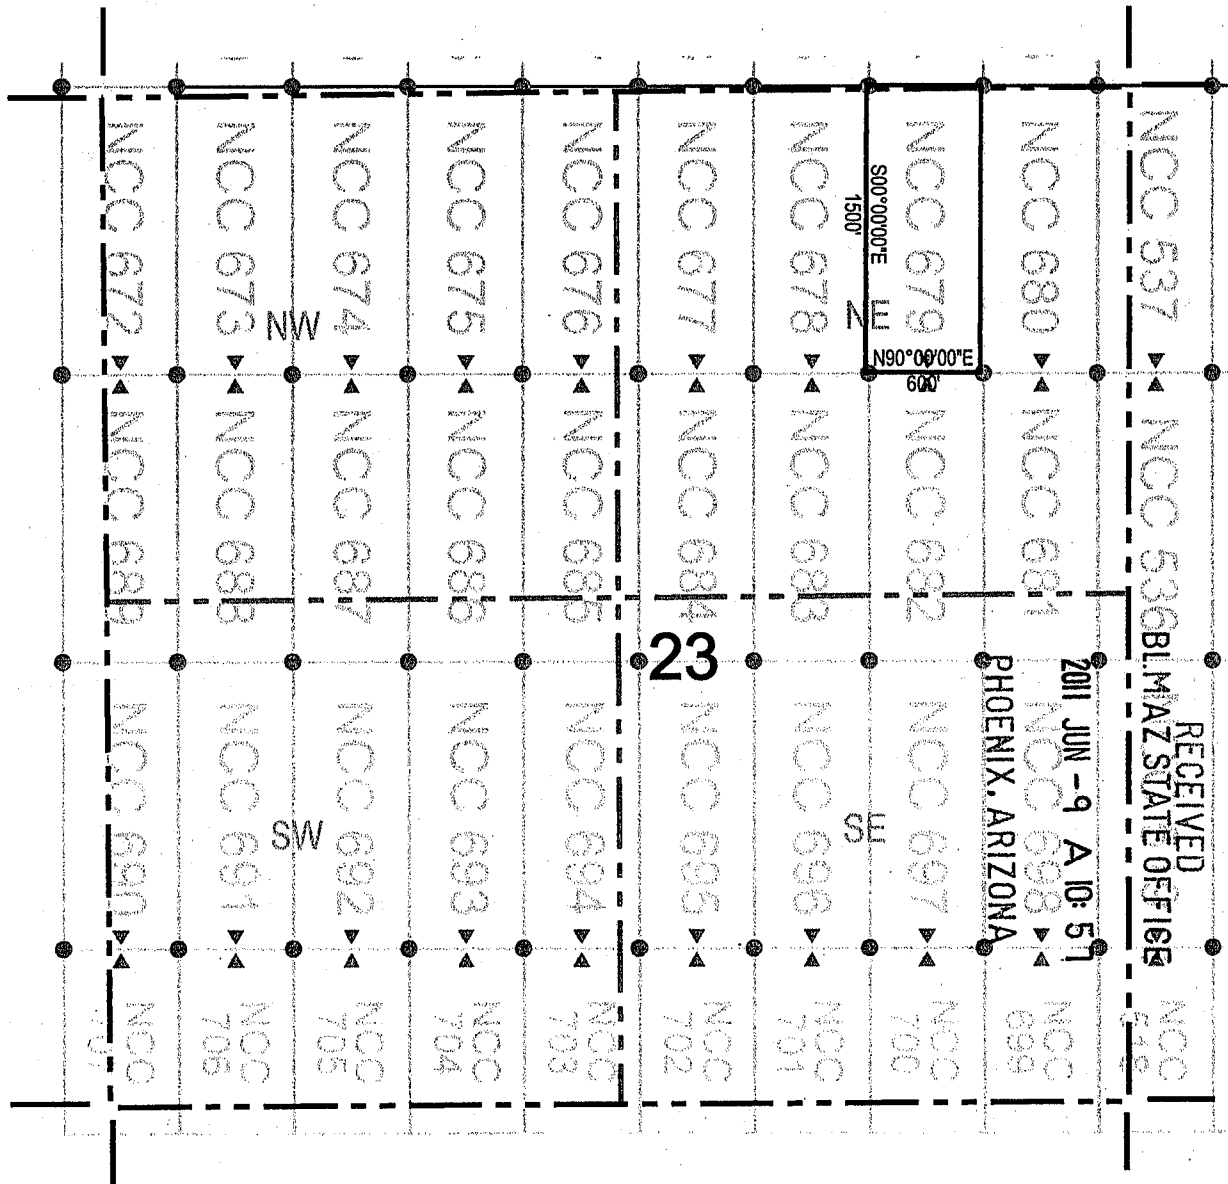 NCC 672
NCC 673
NCC 674
NCC 675
NCC 676
NCC 677
NCC 678
NCC 679
NCC 680
NCC 537
S00°00'00"E
1500'
NW
NE
N90°00'00"E
600'
NCC 689
NCC 688
NCC 687
NCC 686
NCC 685
NCC 684
NCC 683
NCC 682
NCC 681
NCC 536
23
RECEIVED
BLM AZ STATE OFFICE
2011 JUN -9 A 10: 57
PHOENIX, ARIZONA
NCC 690
NCC 691
NCC 692
NCC 693
NCC 694
NCC 695
NCC 696
NCC 697
NCC 698
SW
SE
NCC
707
NCC
706
NCC
705
NCC
704
NCC
703
NCC
702
NCC
701
NCC
700
NCC
699
NCC